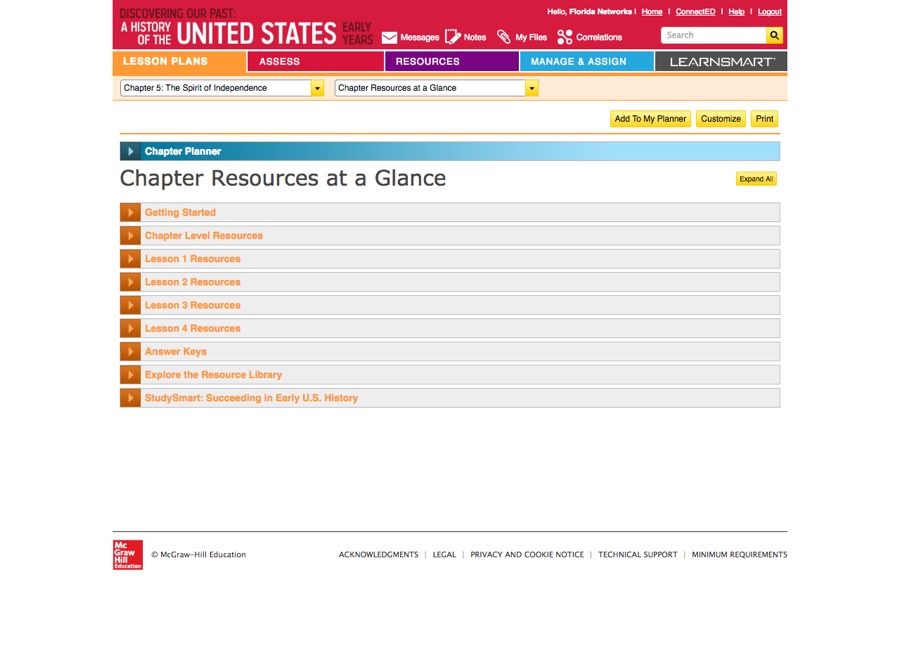 DISCOVERING OUR PAST:
A HISTORY OF THE UNITED STATES EARLY YEARS
Hello, Florida Networks | Home | ConnectED | Help | Logout
Messages Notes My Files Correlations
Search
LESSON PLANS ASSESS RESOURCES MANAGE & ASSIGN LEARNSMART
Chapter 5: The Spirit of Independence Chapter Resources at a Glance
Add To My Planner Customize Print
Chapter Planner
Chapter Resources at a Glance
Expand All
Getting Started
Chapter Level Resources
Lesson 1 Resources
Lesson 2 Resources
Lesson 3 Resources
Lesson 4 Resources
Answer Keys
Explore the Resource Library
StudySmart: Succeeding in Early U.S. History
Mc
Graw
Hill
Education
© McGraw-Hill Education
ACKNOWLEDGMENTS | LEGAL | PRIVACY AND COOKIE NOTICE | TECHNICAL SUPPORT | MINIMUM REQUIREMENTS